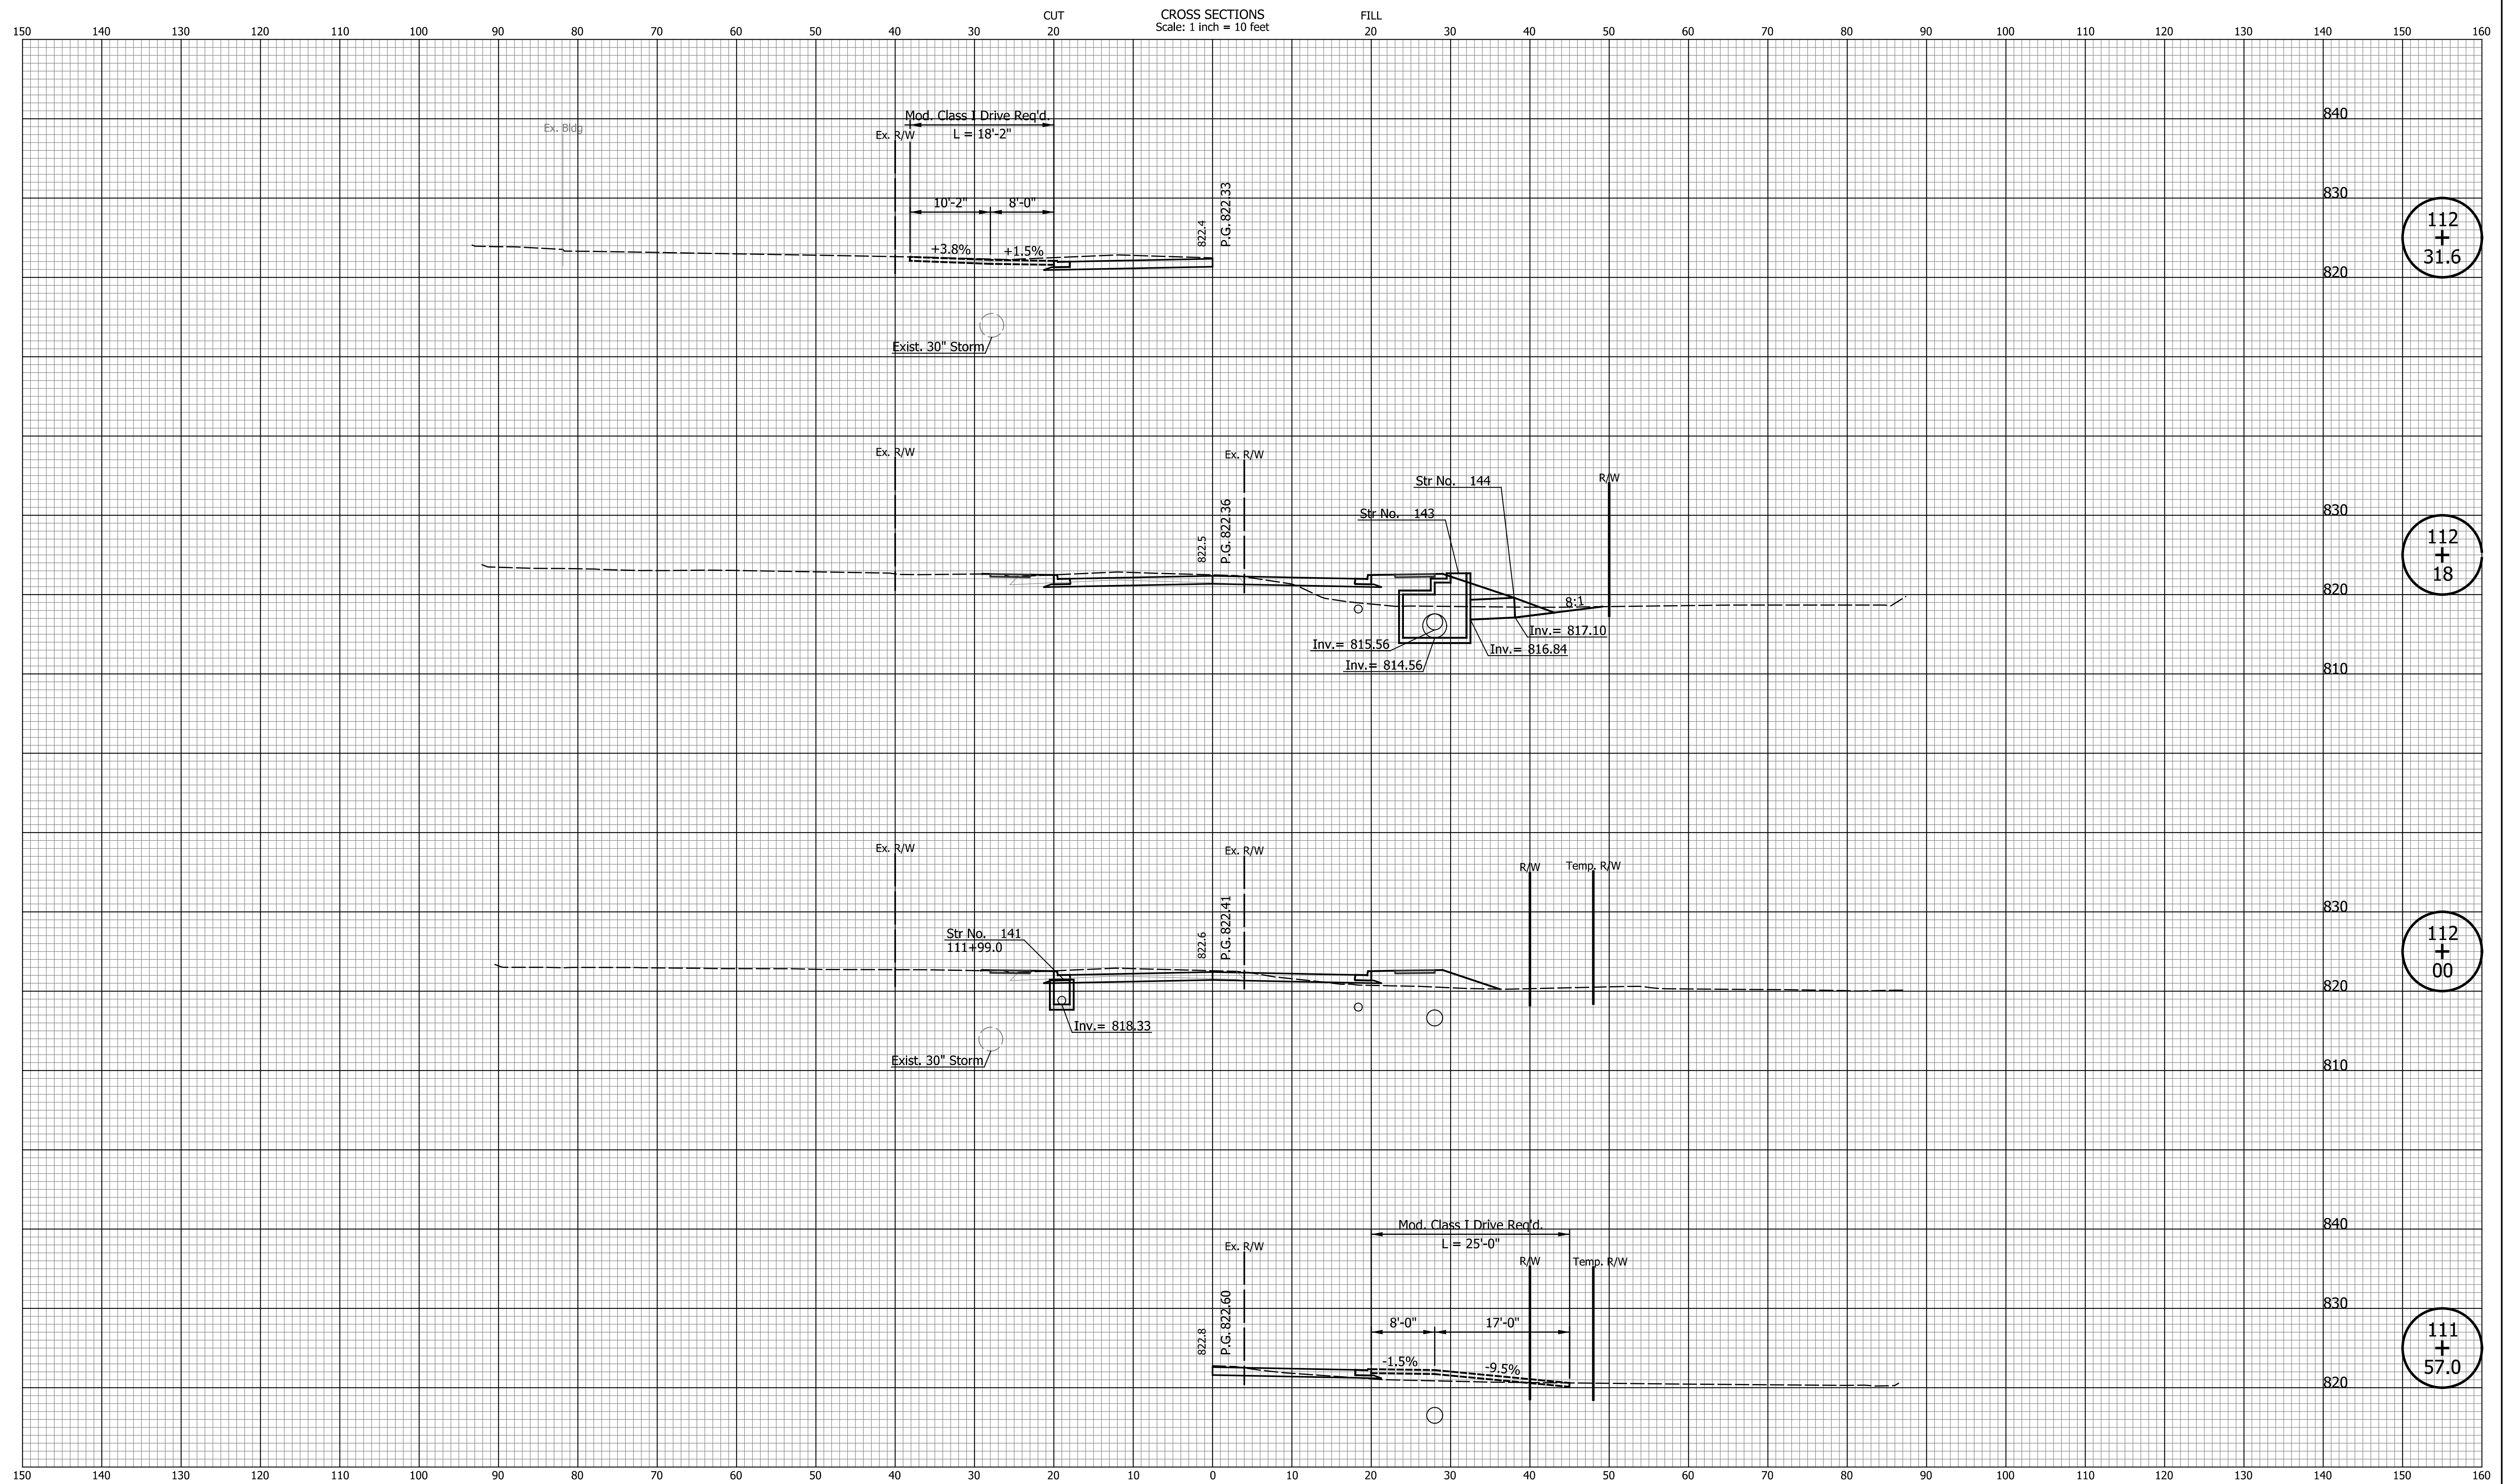 CUT
CROSS SECTIONS
FILL
Scale: 1 inch = 10 feet
150 140 130 120 110 100 90 80 70 60 50 40 30 20 10 0 10 20 30 40 50 60 70 80 90 100 110 120 130 140 150 160
Mod. Class I Drive Req'd.
L = 18'-2"
Ex. Bldg
Ex. R/W
840
830
820
10'-2"
8'-0"
+3.8%
+1.5%
822.4
P.G. 822.33
112
+
31.6
Exist. 30" Storm
Ex. R/W
Ex. R/W
R/W
Str No. 144
Str No. 143
822.5
P.G. 822.36
830
820
810
112
+
18
8:1
Inv.= 817.10
Inv.= 815.56
Inv.= 816.84
Inv.= 814.56
Ex. R/W
Ex. R/W
R/W
Temp. R/W
Str No. 141
111+99.0
822.6
P.G. 822.41
830
820
810
112
+
00
Inv.= 818.33
Exist. 30" Storm
Mod. Class I Drive Req'd.
L = 25'-0"
Ex. R/W
R/W
Temp. R/W
840
830
820
822.8
P.G. 822.60
8'-0"
17'-0"
-1.5%
-9.5%
111
+
57.0
150 140 130 120 110 100 90 80 70 60 50 40 30 20 10 0 10 20 30 40 50 60 70 80 90 100 110 120 130 140 150 160